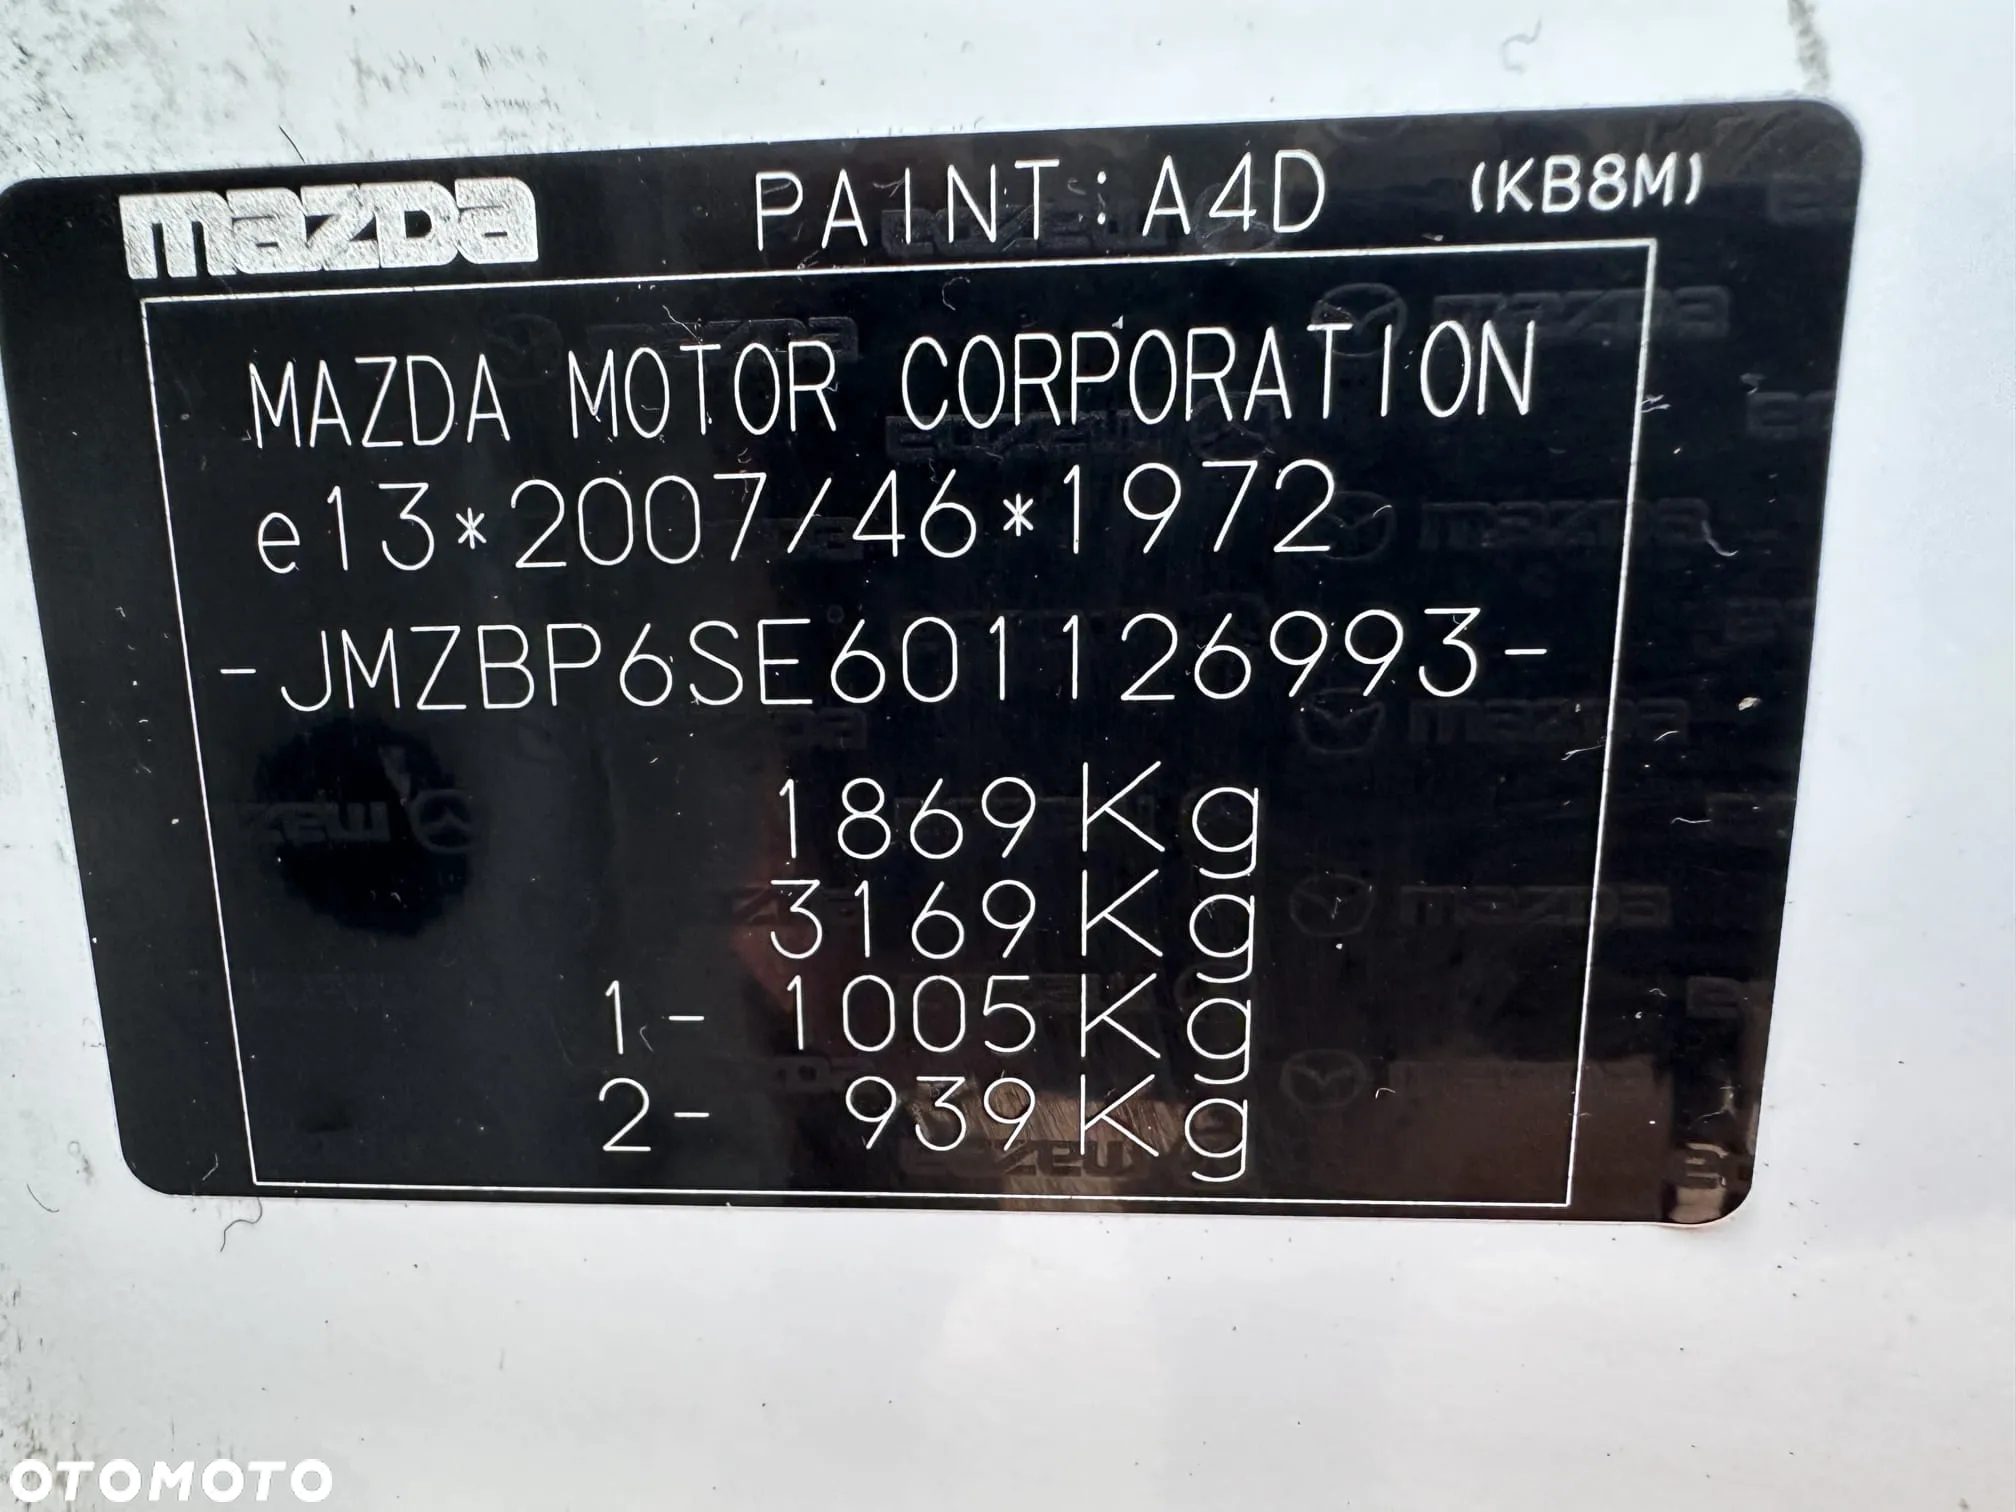 mazda PAINT:A4D (KB8M)
MAZDA MOTOR CORPORATION
e13*2007/46*1972
-JMZBP6SE601126993-
1869Kg
3169Kg
1- 1005Kg
2- 939Kg
OTOMOTO